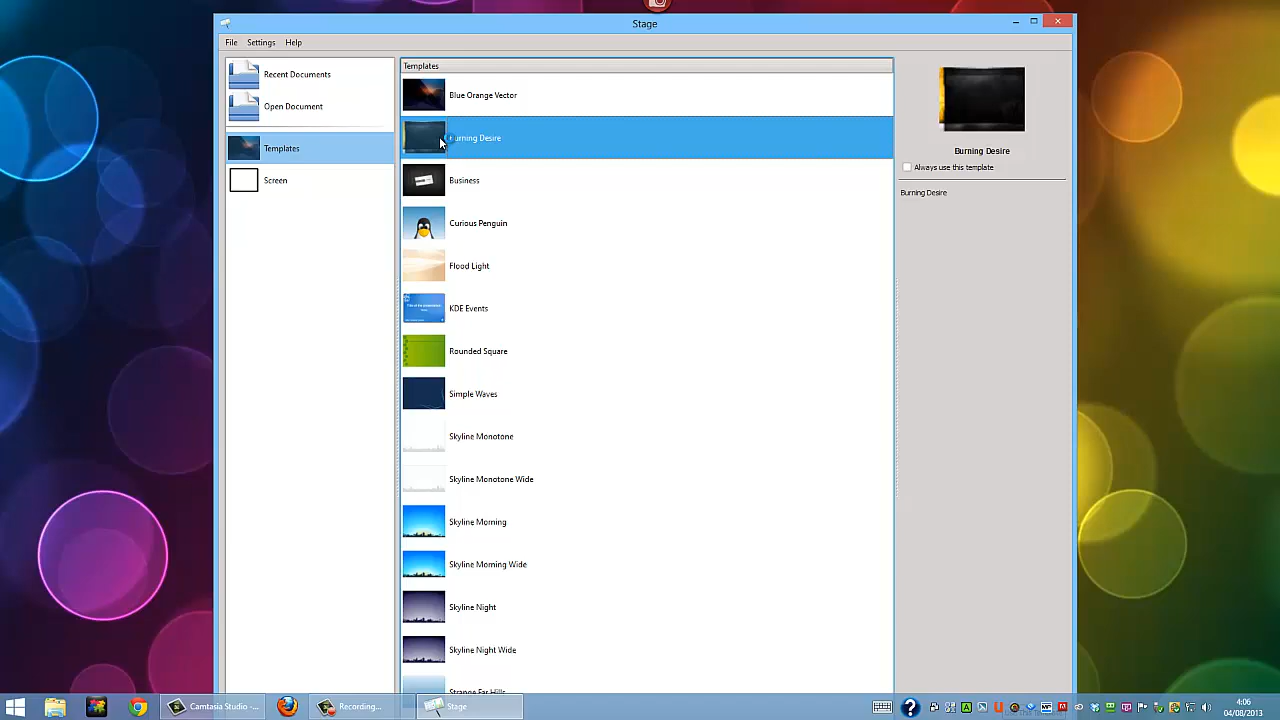 Stage
File Settings Help
Recent Documents
Open Document
Templates
Screen
Templates
Blue Orange Vector
Burning Desire
Business
Curious Penguin
Flood Light
KDE Events
Rounded Square
Simple Waves
Skyline Monotone
Skyline Monotone Wide
Skyline Morning
Skyline Morning Wide
Skyline Night
Skyline Night Wide
Strange Far Hills
Burning Desire
Always use this template
Burning Desire
Camtasia Studio -...
Recording...
Stage
4:06
04/08/2013